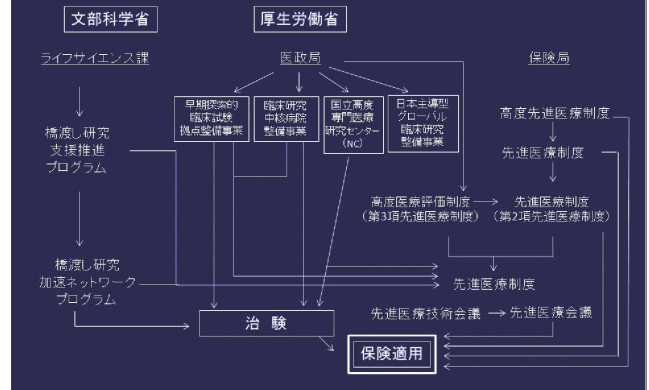 文部科学省
厚生労働省
ライフサイエンス課
医政局
保険局
早期探索的
臨床試験
拠点整備事業
臨床研究
中核病院
整備事業
国立高度
専門医療
研究センター
(NC)
日本主導型
グローバル
臨床研究
整備事業
高度先進医療制度
先進医療制度
橋渡し研究
支援推進
プログラム
高度医療評価制度
(第3項先進医療制度)
先進医療制度
(第2項先進医療制度)
橋渡し研究
加速ネットワーク
プログラム
先進医療制度
先進医療技術会議
先進医療会議
治 験
保険適用